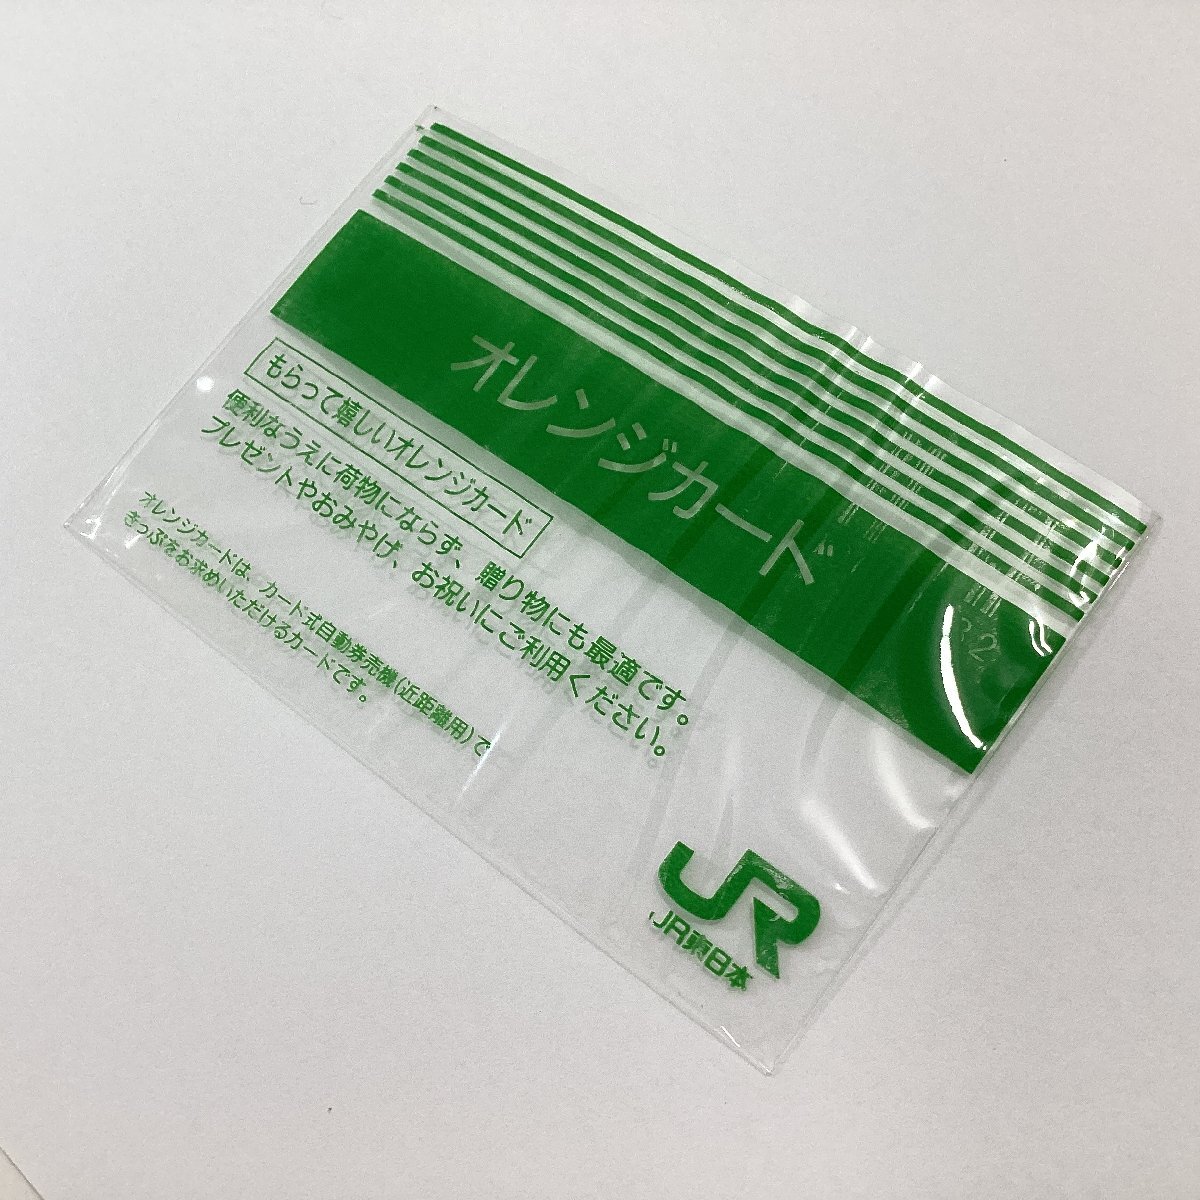 オレンジカード
もらって嬉しいオレンジカード
便利なうえに荷物にならず、贈り物にも最適です。
プレゼントやおみやげ、お祝いにご利用ください。
オレンジカードは、カード式自動券売機(近距離用)で
きっぷをお求めいただけるカードです。
JR
JR東日本